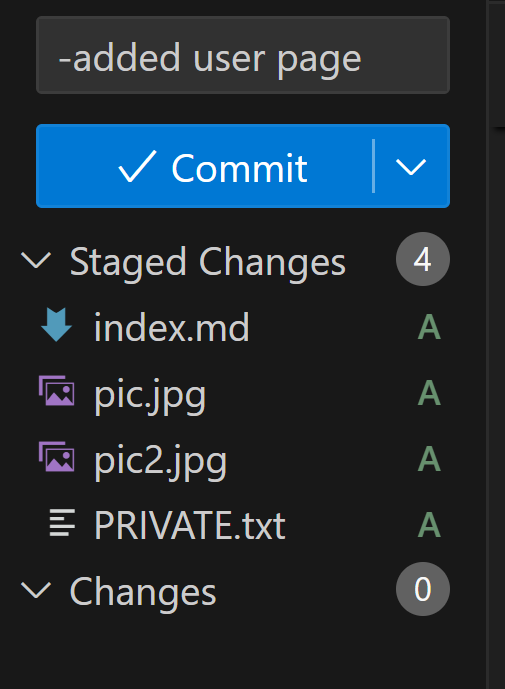 -added user page
Commit
Staged Changes 4
index.md A
pic.jpg A
pic2.jpg A
PRIVATE.txt A
Changes 0